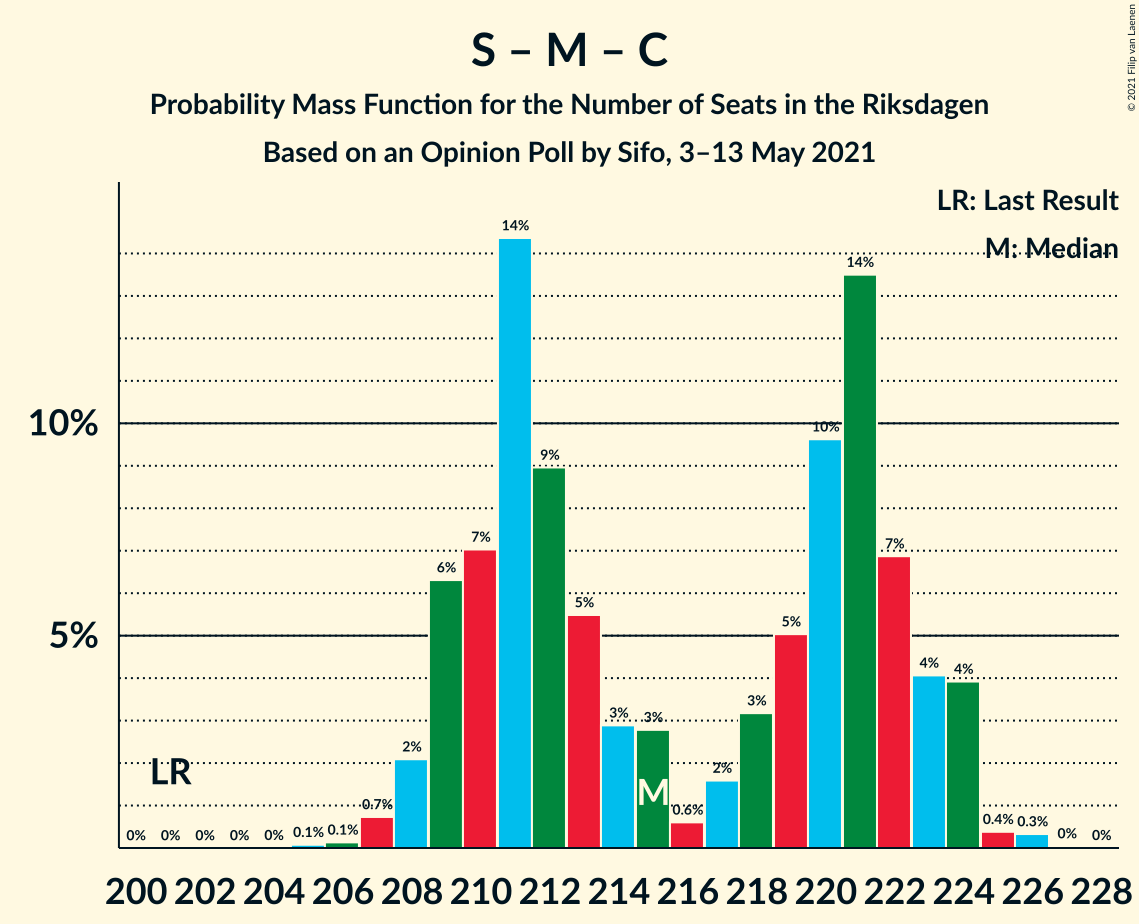 S – M – C
Probability Mass Function for the Number of Seats in the Riksdagen
Based on an Opinion Poll by Sifo, 3–13 May 2021
© 2021 Filip van Laenen
LR: Last Result
M: Median
10%
5%
LR
M
0% 0% 0% 0% 0% 0.1% 0.1% 0.7% 2% 6% 7% 14% 9% 5% 3% 3% 0.6% 2% 3% 5% 10% 14% 7% 4% 4% 0.4% 0.3% 0% 0%
200 202 204 206 208 210 212 214 216 218 220 222 224 226 228